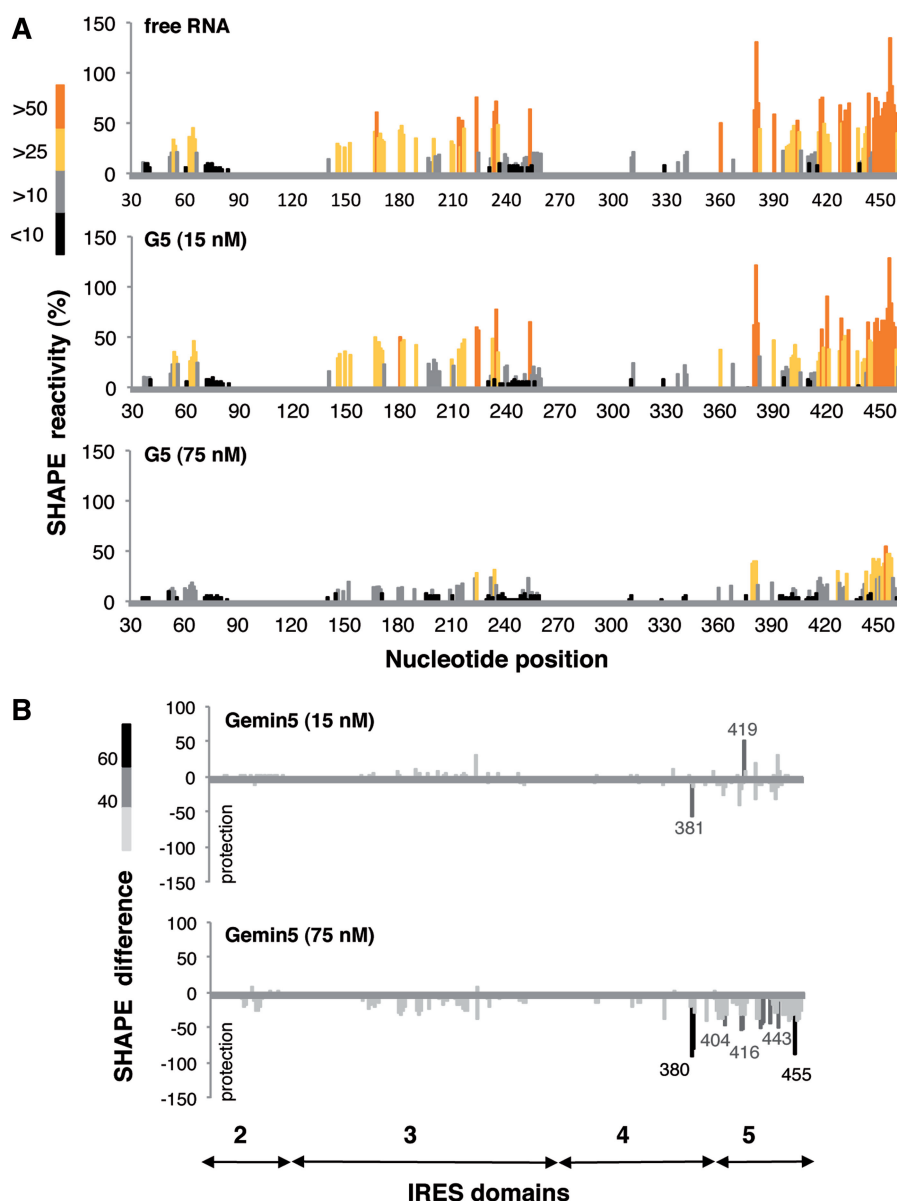 A
free RNA
150
100
50
0
30 60 90 120 150 180 210 240 270 300 330 360 390 420 450
>50
>25
>10
<10
G5 (15 nM)
150
100
50
0
30 60 90 120 150 180 210 240 270 300 330 360 390 420 450
SHAPE reactivity (%)
G5 (75 nM)
150
100
50
0
30 60 90 120 140 180 210 240 270 300 330 360 390 420 450
Nucleotide position
B
Gemin5 (15 nM)
100
50
0
-50
-100
-150
60
40
protection
419
381
SHAPE difference
Gemin5 (75 nM)
100
50
0
-50
-100
-150
protection
404
416
443
380
455
2 3 4 5
IRES domains